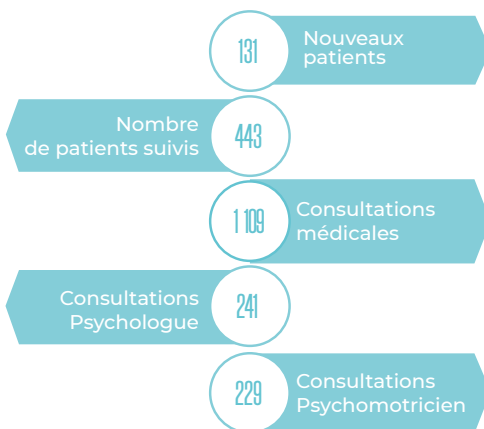 131
Nouveaux
patients
Nombre
de patients suivis
443
1 109
Consultations
médicales
Consultations
Psychologue
241
229
Consultations
Psychomotricien